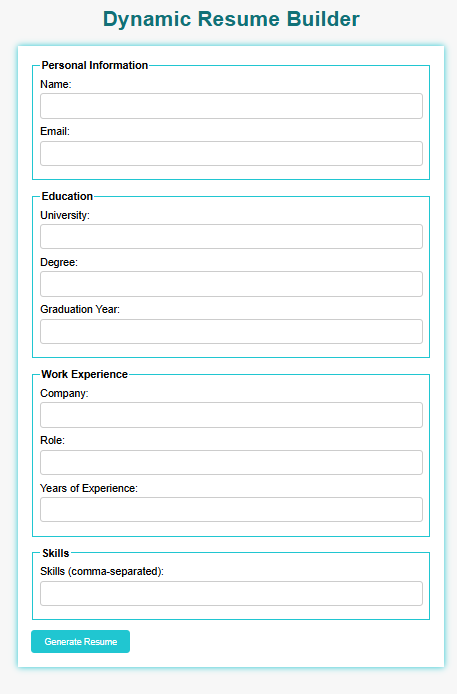 Dynamic Resume Builder
Personal Information
Name:
Email:
Education
University:
Degree:
Graduation Year:
Work Experience
Company:
Role:
Years of Experience:
Skills
Skills (comma-separated):
Generate Resume